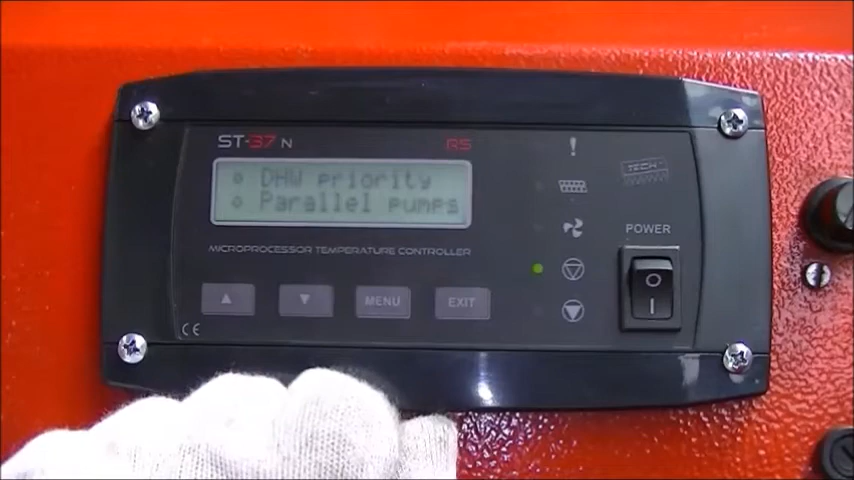 ST-37 N RS
DHW priority
Parallel pumps
MICROPROCESSOR TEMPERATURE CONTROLLER
MENU EXIT
CE
!
TECH
POWER
O
I